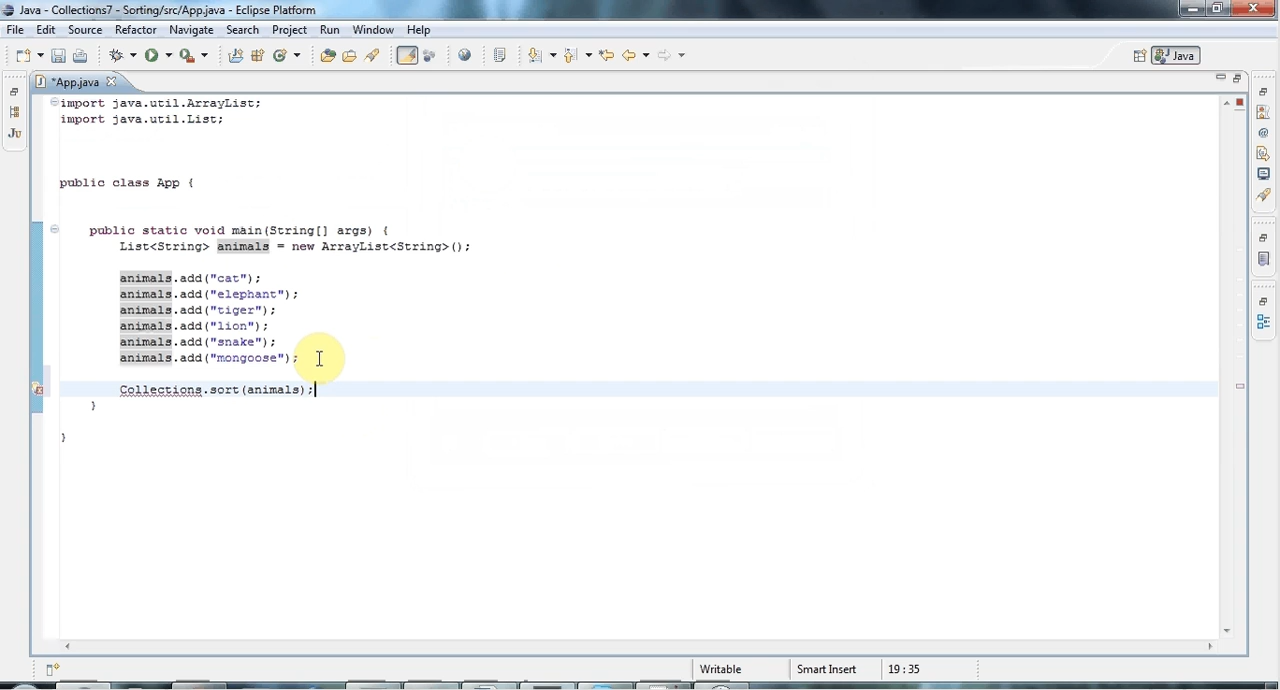 Java - Collections7 - Sorting/src/App.java - Eclipse Platform
File Edit Source Refactor Navigate Search Project Run Window Help
Java
*App.java
import java.util.ArrayList;
import java.util.List;
public class App {
public static void main(String[] args) {
List<String> animals = new ArrayList<String>();
animals.add("cat");
animals.add("elephant");
animals.add("tiger");
animals.add("lion");
animals.add("snake");
animals.add("mongoose");
Collections.sort(animals);
}
}
Writable Smart Insert 19 : 35